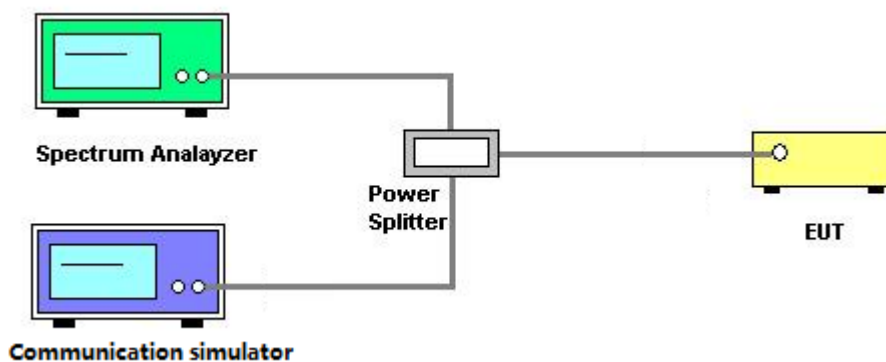 Spectrum Analayzer
Power
Splitter
EUT
Communication simulator